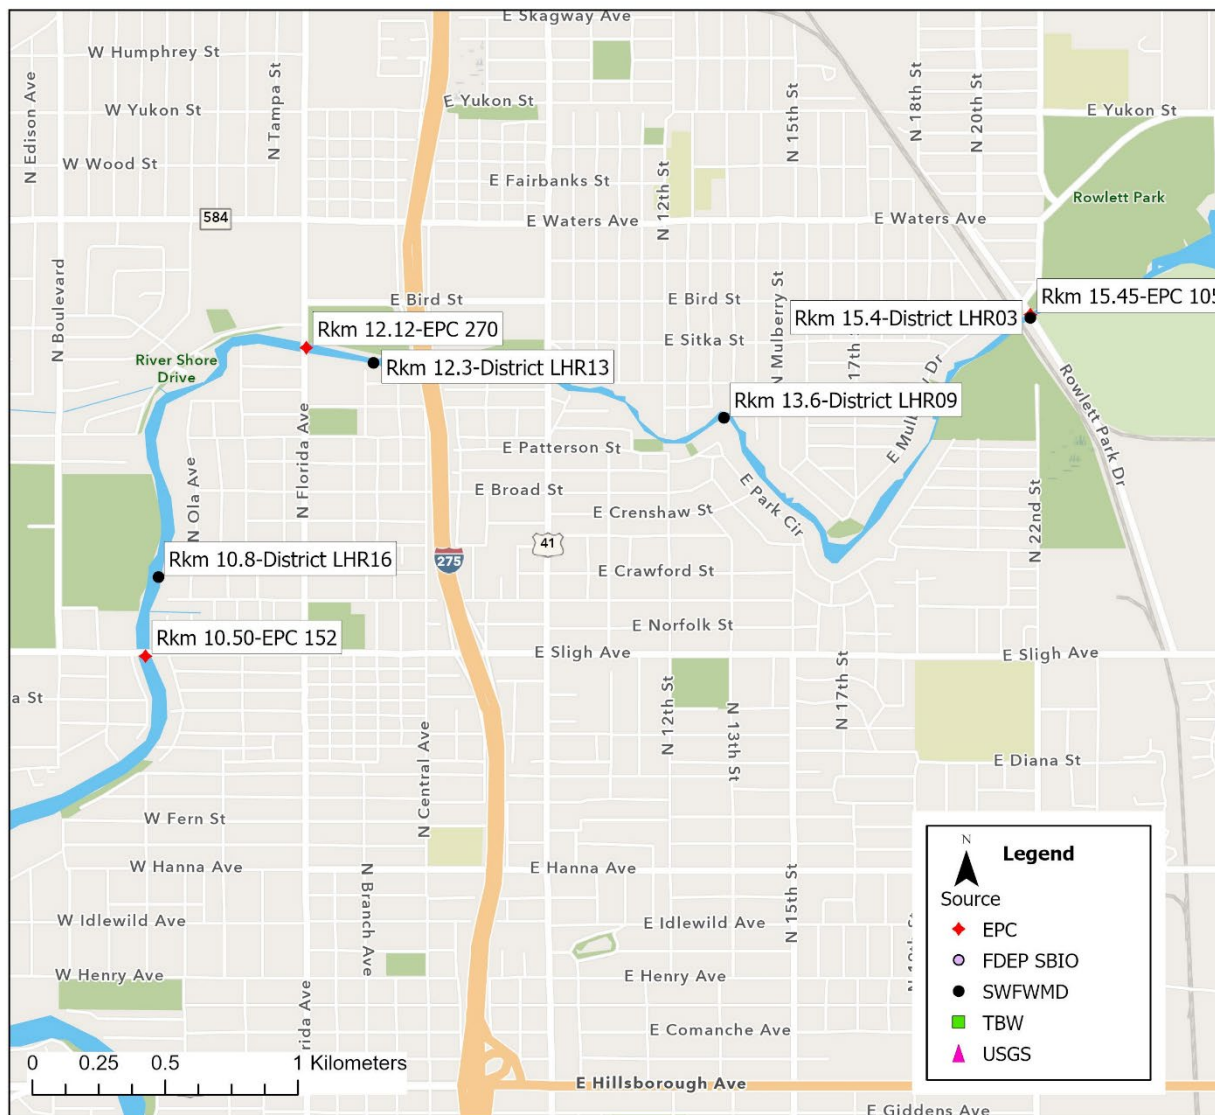 E Skagway Ave
W Humphrey St
N Edison Ave
N Tampa St
E Yukon St
W Yukon St
N 15th St
N 18th St
N 20th St
E Yukon St
W Wood St
E Fairbanks St
N 12th St
Rowlett Park
584
E Waters Ave
E Waters Ave
N Boulevard
E Bird St
E Bird St
N Mulberry St
Rkm 15.4-District LHR03
Rkm 15.45-EPC 105
Rkm 12.12-EPC 270
E Sitka St
17th
River Shore
Drive
Rkm 12.3-District LHR13
Rowlett Park Dr
Rkm 13.6-District LHR09
N Florida Ave
N Ola Ave
E Patterson St
E Broad St
E Park Cir
E Crenshaw St
N 22nd St
41
275
Rkm 10.8-District LHR16
E Crawford St
E Norfolk St
Rkm 10.50-EPC 152
E Sligh Ave
E Sligh Ave
a St
N 12th St
N 13th St
N 17th St
N Central Ave
E Diana St
W Fern St
W Hanna Ave
E Hanna Ave
N Branch Ave
N 15th St
W Idlewild Ave
E Idlewild Ave
W Henry Ave
E Henry Ave
rida Ave
E Comanche Ave
E Hillsborough Ave
E Giddens Ave
0 0.25 0.5 1 Kilometers
N
Legend
Source
EPC
FDEP SBIO
SWFWMD
TBW
USGS